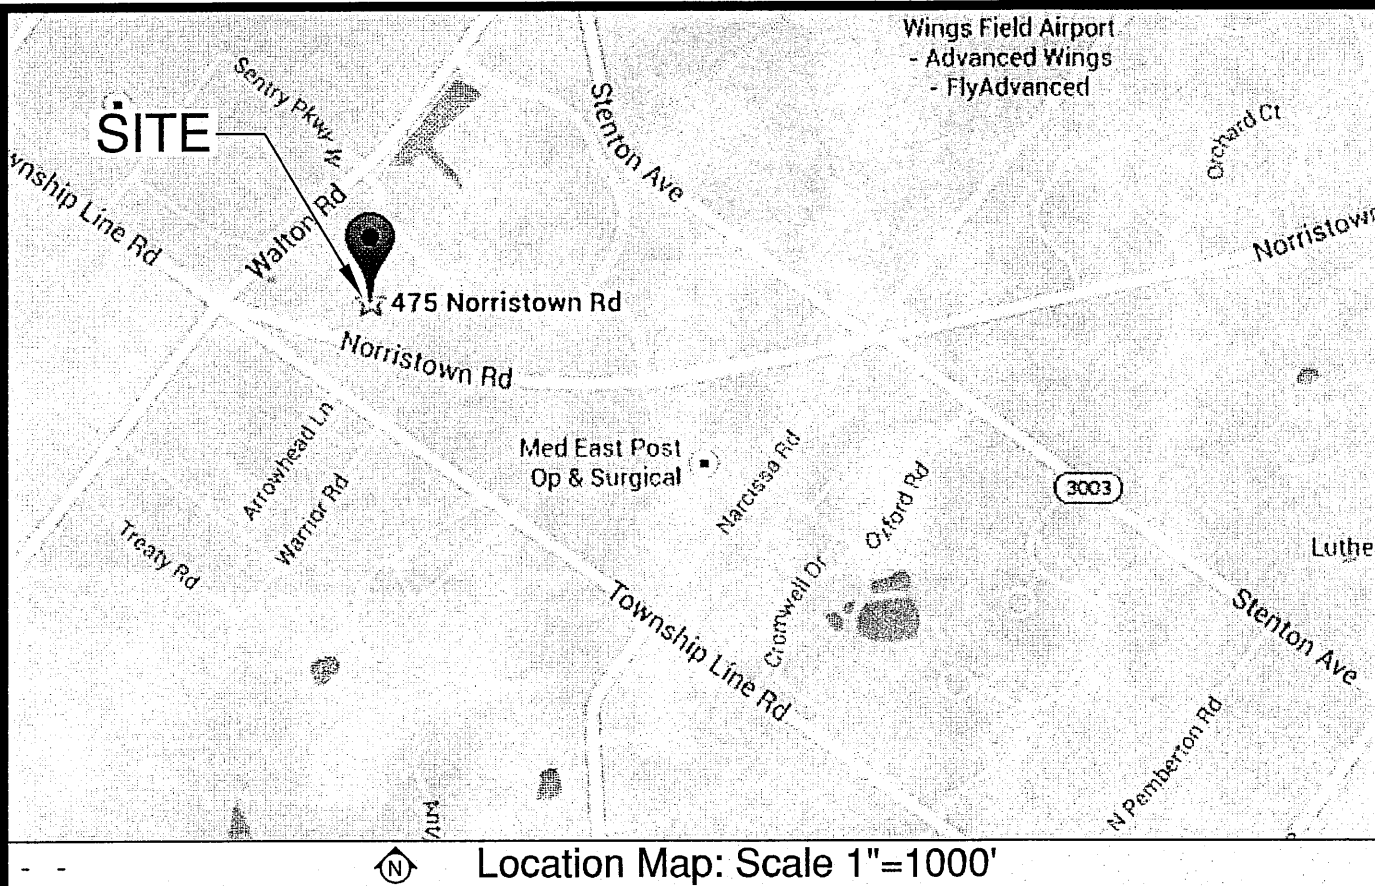 Wings Field Airport
- Advanced Wings
- FlyAdvanced
Sentry Pkwy W
SITE
Stenton Ave
Orchard Ct
wnship Line Rd
Walton Rd
Norristown
475 Norristown Rd
Norristown Rd
Med East Post
Op & Surgical
Arrowhead Ln
Warrior Rd
Treaty Rd
Narcissa Rd
Oxford Rd
3003
Luthe
Cromwell Dr
Township Line Rd
Stenton Ave
N Pemberton Rd
- -
N
Location Map: Scale 1"=1000'